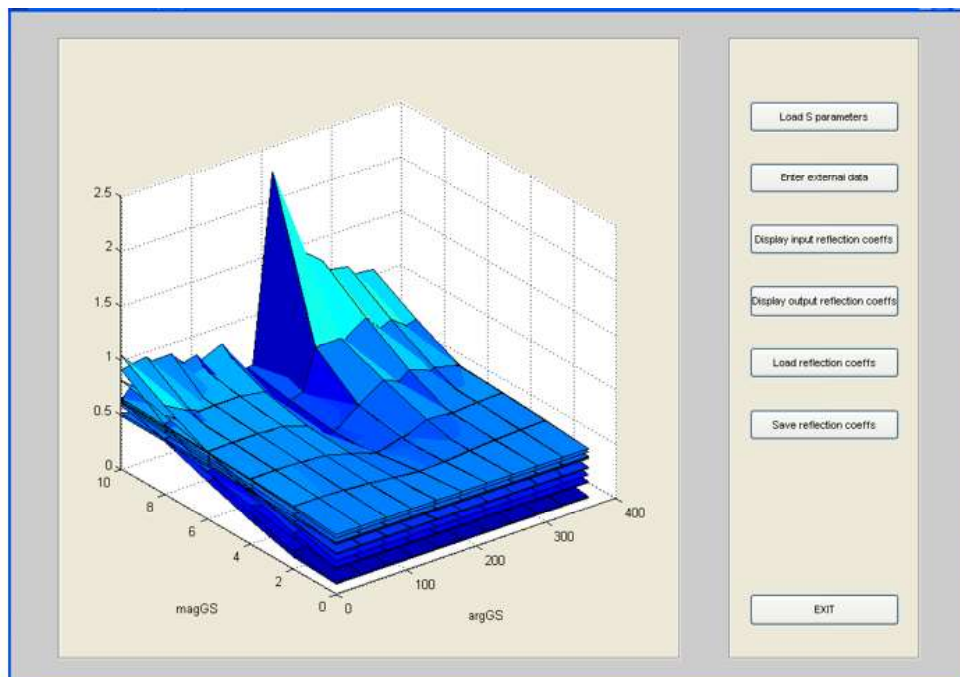 2.5
2
1.5
1
0.5
0
10
8
6
4
2
0
0
100
200
300
400
magGS
argGS
Load S parameters
Enter external data
Display input reflection coeffs
Display output reflection coeffs
Load reflection coeffs
Save reflection coeffs
EXIT